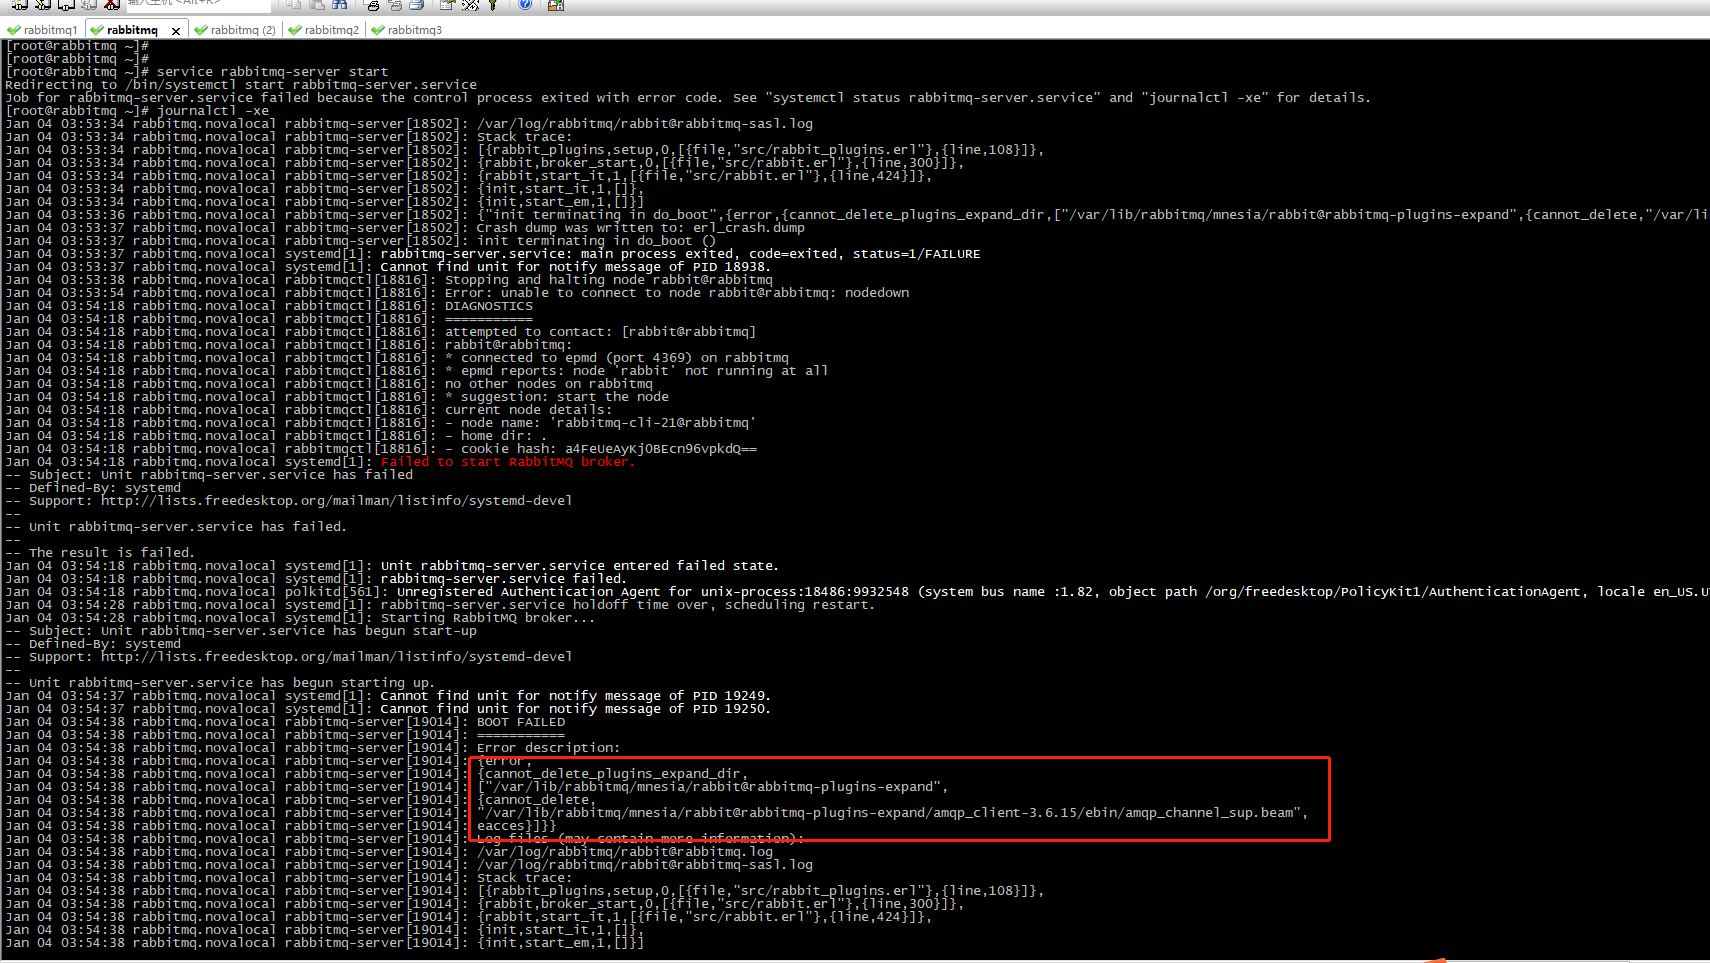 输入主机 <Alt+R>
rabbitmq1 rabbitmq × rabbitmq (2) rabbitmq2 rabbitmq3
[root@rabbitmq ~]#
[root@rabbitmq ~]#
[root@rabbitmq ~]# service rabbitmq-server start
Redirecting to /bin/systemctl start rabbitmq-server.service
Job for rabbitmq-server.service failed because the control process exited with error code. See "systemctl status rabbitmq-server.service" and "journalctl -xe" for details.
[root@rabbitmq ~]# journalctl -xe
Jan 04 03:53:34 rabbitmq.novalocal rabbitmq-server[18502]: /var/log/rabbitmq/rabbit@rabbitmq-sasl.log
Jan 04 03:53:34 rabbitmq.novalocal rabbitmq-server[18502]: Stack trace:
Jan 04 03:53:34 rabbitmq.novalocal rabbitmq-server[18502]: [{rabbit_plugins,setup,0,[{file,"src/rabbit_plugins.erl"},{line,108}]},
Jan 04 03:53:34 rabbitmq.novalocal rabbitmq-server[18502]: {rabbit,broker_start,0,[{file,"src/rabbit.erl"},{line,300}]},
Jan 04 03:53:34 rabbitmq.novalocal rabbitmq-server[18502]: {rabbit,start_it,1,[{file,"src/rabbit.erl"},{line,424}]},
Jan 04 03:53:34 rabbitmq.novalocal rabbitmq-server[18502]: {init,start_it,1,[]},
Jan 04 03:53:34 rabbitmq.novalocal rabbitmq-server[18502]: {init,start_em,1,[]}]
Jan 04 03:53:36 rabbitmq.novalocal rabbitmq-server[18502]: {"init terminating in do_boot",{error,{cannot_delete_plugins_expand_dir,["/var/lib/rabbitmq/mnesia/rabbit@rabbitmq-plugins-expand",{cannot_delete,"/var/li
Jan 04 03:53:37 rabbitmq.novalocal rabbitmq-server[18502]: Crash dump was written to: erl_crash.dump
Jan 04 03:53:37 rabbitmq.novalocal rabbitmq-server[18502]: init terminating in do_boot ()
Jan 04 03:53:37 rabbitmq.novalocal systemd[1]: rabbitmq-server.service: main process exited, code=exited, status=1/FAILURE
Jan 04 03:53:37 rabbitmq.novalocal systemd[1]: Cannot find unit for notify message of PID 18938.
Jan 04 03:53:38 rabbitmq.novalocal rabbitmqctl[18816]: Stopping and halting node rabbit@rabbitmq
Jan 04 03:53:54 rabbitmq.novalocal rabbitmqctl[18816]: Error: unable to connect to node rabbit@rabbitmq: nodedown
Jan 04 03:54:18 rabbitmq.novalocal rabbitmqctl[18816]: DIAGNOSTICS
Jan 04 03:54:18 rabbitmq.novalocal rabbitmqctl[18816]: ===========
Jan 04 03:54:18 rabbitmq.novalocal rabbitmqctl[18816]: attempted to contact: [rabbit@rabbitmq]
Jan 04 03:54:18 rabbitmq.novalocal rabbitmqctl[18816]: rabbit@rabbitmq:
Jan 04 03:54:18 rabbitmq.novalocal rabbitmqctl[18816]: * connected to epmd (port 4369) on rabbitmq
Jan 04 03:54:18 rabbitmq.novalocal rabbitmqctl[18816]: * epmd reports: node 'rabbit' not running at all
Jan 04 03:54:18 rabbitmq.novalocal rabbitmqctl[18816]: no other nodes on rabbitmq
Jan 04 03:54:18 rabbitmq.novalocal rabbitmqctl[18816]: * suggestion: start the node
Jan 04 03:54:18 rabbitmq.novalocal rabbitmqctl[18816]: current node details:
Jan 04 03:54:18 rabbitmq.novalocal rabbitmqctl[18816]: - node name: 'rabbitmq-cli-21@rabbitmq'
Jan 04 03:54:18 rabbitmq.novalocal rabbitmqctl[18816]: - home dir: .
Jan 04 03:54:18 rabbitmq.novalocal rabbitmqctl[18816]: - cookie hash: a4FeUeAyKj0BEcn96vpkdQ==
Jan 04 03:54:18 rabbitmq.novalocal systemd[1]: Failed to start RabbitMQ broker.
-- Subject: Unit rabbitmq-server.service has failed
-- Defined-By: systemd
-- Support: http://lists.freedesktop.org/mailman/listinfo/systemd-devel
--
-- Unit rabbitmq-server.service has failed.
--
-- The result is failed.
Jan 04 03:54:18 rabbitmq.novalocal systemd[1]: Unit rabbitmq-server.service entered failed state.
Jan 04 03:54:18 rabbitmq.novalocal systemd[1]: rabbitmq-server.service failed.
Jan 04 03:54:18 rabbitmq.novalocal polkitd[561]: Unregistered Authentication Agent for unix-process:18486:9932548 (system bus name :1.82, object path /org/freedesktop/PolicyKit1/AuthenticationAgent, locale en_US.U
Jan 04 03:54:28 rabbitmq.novalocal systemd[1]: rabbitmq-server.service holdoff time over, scheduling restart.
Jan 04 03:54:28 rabbitmq.novalocal systemd[1]: Starting RabbitMQ broker...
-- Subject: Unit rabbitmq-server.service has begun start-up
-- Defined-By: systemd
-- Support: http://lists.freedesktop.org/mailman/listinfo/systemd-devel
--
-- Unit rabbitmq-server.service has begun starting up.
Jan 04 03:54:37 rabbitmq.novalocal systemd[1]: Cannot find unit for notify message of PID 19249.
Jan 04 03:54:37 rabbitmq.novalocal systemd[1]: Cannot find unit for notify message of PID 19250.
Jan 04 03:54:38 rabbitmq.novalocal rabbitmq-server[19014]: BOOT FAILED
Jan 04 03:54:38 rabbitmq.novalocal rabbitmq-server[19014]: ===========
Jan 04 03:54:38 rabbitmq.novalocal rabbitmq-server[19014]: Error description:
Jan 04 03:54:38 rabbitmq.novalocal rabbitmq-server[19014]: {error,
Jan 04 03:54:38 rabbitmq.novalocal rabbitmq-server[19014]: {cannot_delete_plugins_expand_dir,
Jan 04 03:54:38 rabbitmq.novalocal rabbitmq-server[19014]: ["/var/lib/rabbitmq/mnesia/rabbit@rabbitmq-plugins-expand",
Jan 04 03:54:38 rabbitmq.novalocal rabbitmq-server[19014]: {cannot_delete,
Jan 04 03:54:38 rabbitmq.novalocal rabbitmq-server[19014]: "/var/lib/rabbitmq/mnesia/rabbit@rabbitmq-plugins-expand/amqp_client-3.6.15/ebin/amqp_channel_sup.beam",
Jan 04 03:54:38 rabbitmq.novalocal rabbitmq-server[19014]: eacces}]}}
Jan 04 03:54:38 rabbitmq.novalocal rabbitmq-server[19014]: Log files (may contain more information):
Jan 04 03:54:38 rabbitmq.novalocal rabbitmq-server[19014]: /var/log/rabbitmq/rabbit@rabbitmq.log
Jan 04 03:54:38 rabbitmq.novalocal rabbitmq-server[19014]: /var/log/rabbitmq/rabbit@rabbitmq-sasl.log
Jan 04 03:54:38 rabbitmq.novalocal rabbitmq-server[19014]: Stack trace:
Jan 04 03:54:38 rabbitmq.novalocal rabbitmq-server[19014]: [{rabbit_plugins,setup,0,[{file,"src/rabbit_plugins.erl"},{line,108}]},
Jan 04 03:54:38 rabbitmq.novalocal rabbitmq-server[19014]: {rabbit,broker_start,0,[{file,"src/rabbit.erl"},{line,300}]},
Jan 04 03:54:38 rabbitmq.novalocal rabbitmq-server[19014]: {rabbit,start_it,1,[{file,"src/rabbit.erl"},{line,424}]},
Jan 04 03:54:38 rabbitmq.novalocal rabbitmq-server[19014]: {init,start_it,1,[]},
Jan 04 03:54:38 rabbitmq.novalocal rabbitmq-server[19014]: {init,start_em,1,[]}]